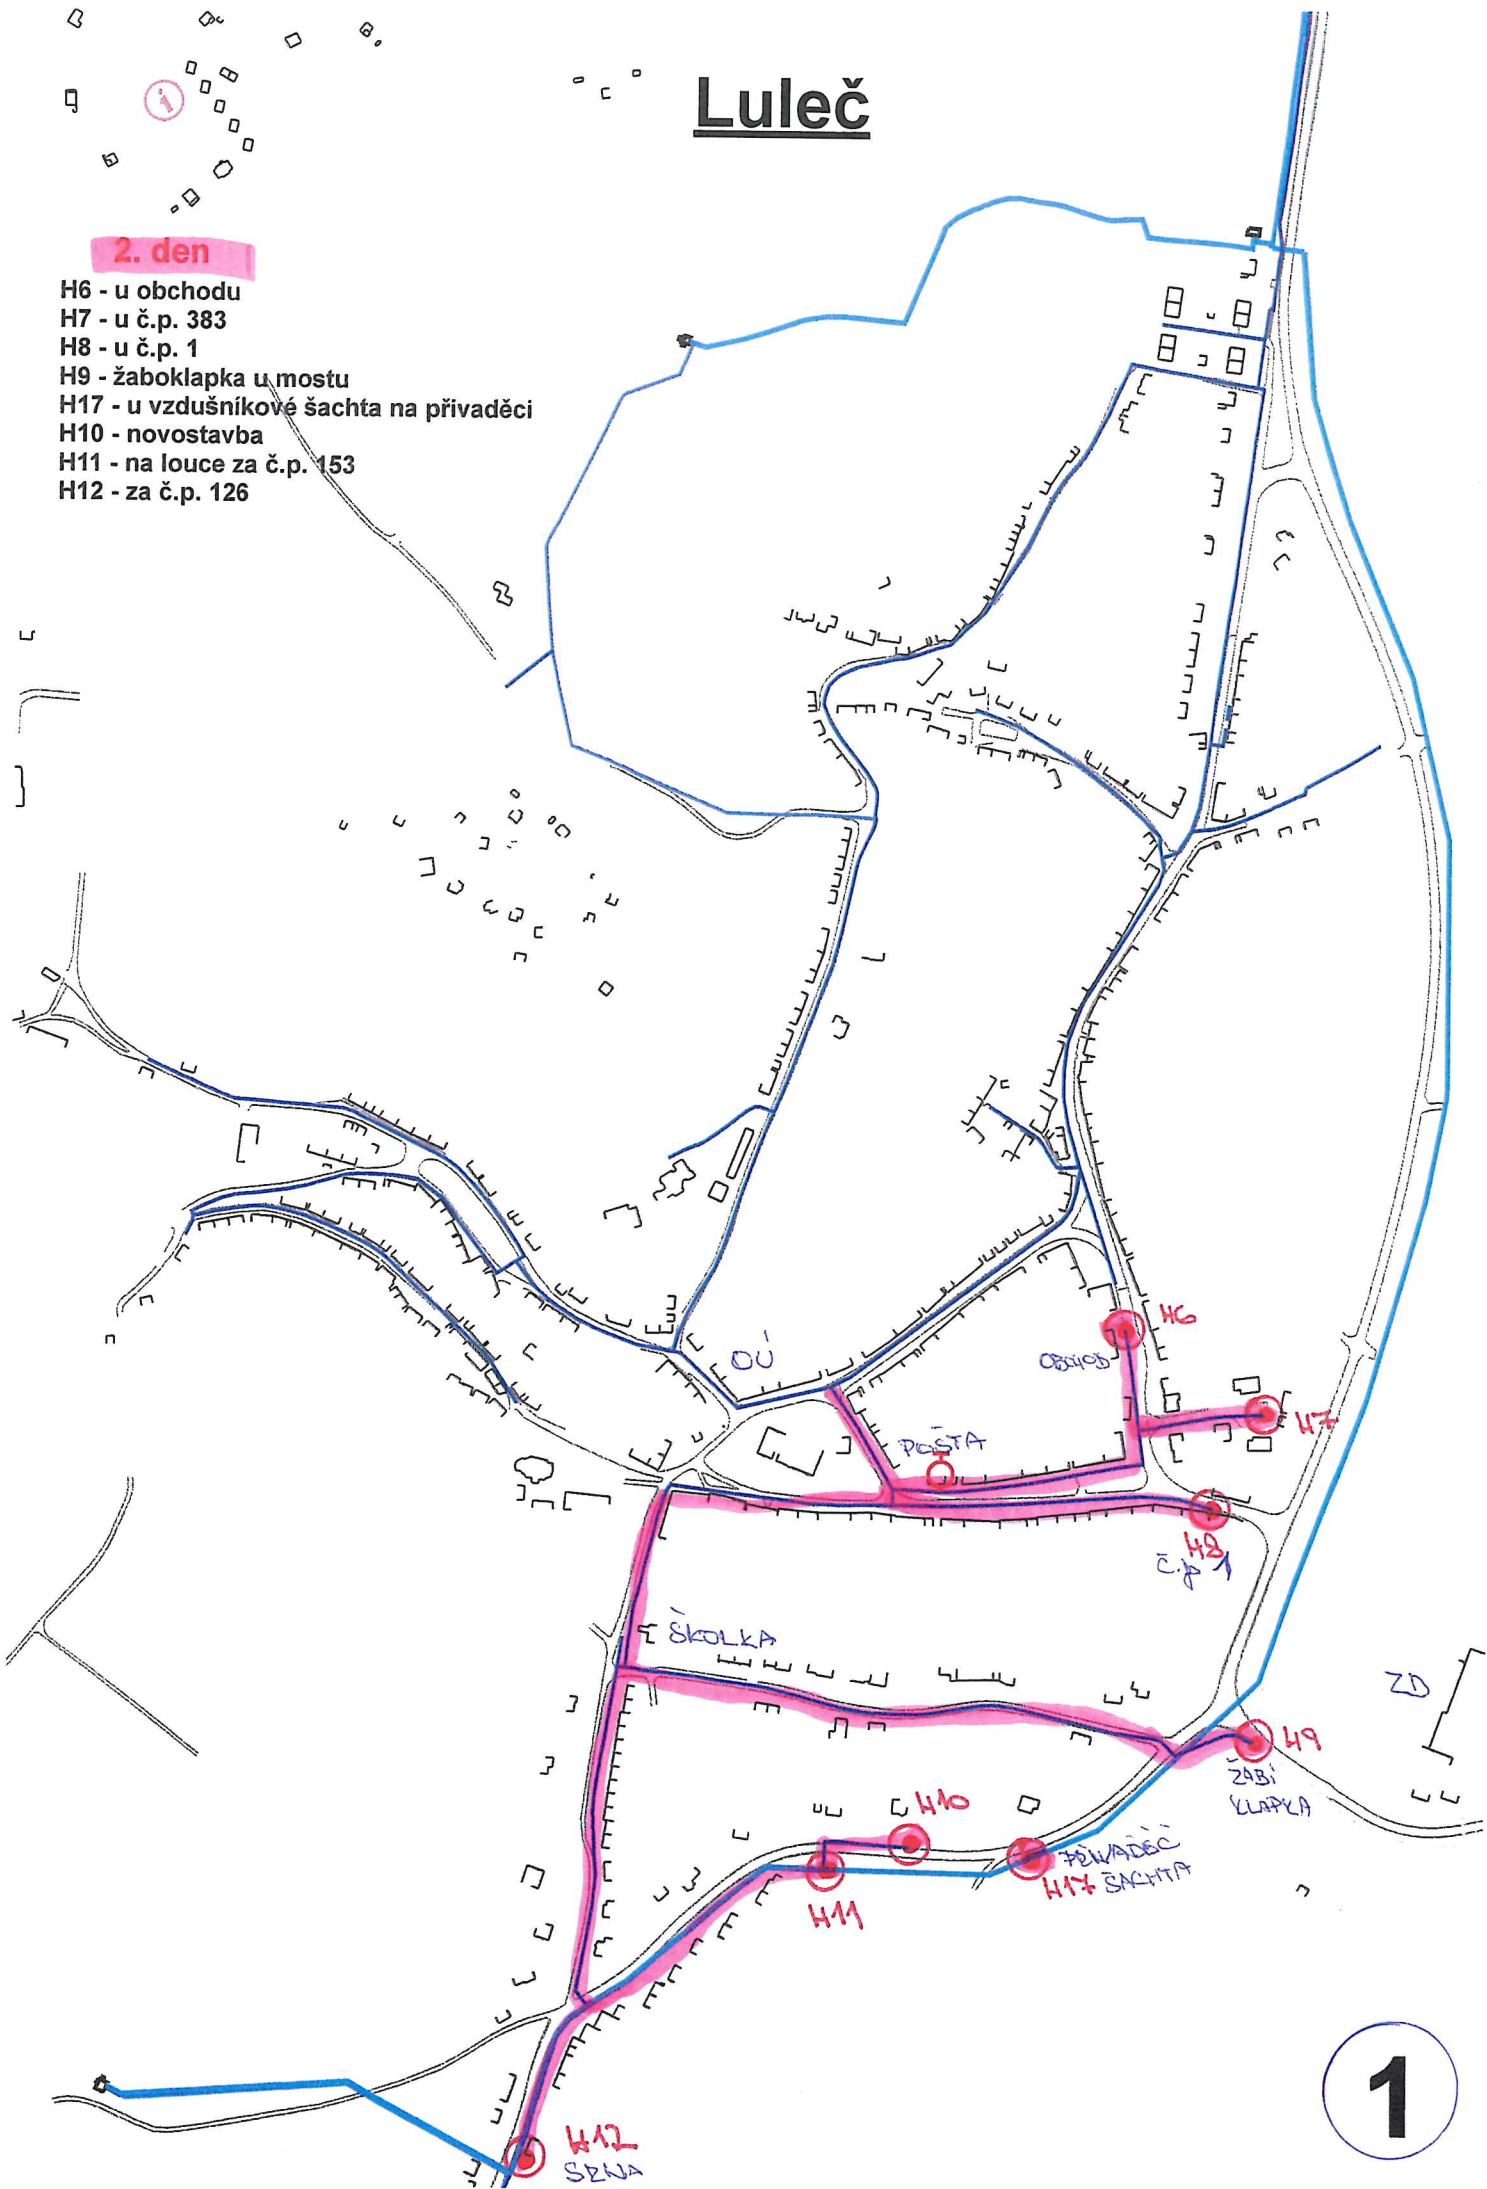 Luleč
i
2. den
H6 - u obchodu
H7 - u č.p. 383
H8 - u č.p. 1
H9 - žaboklapka u mostu
H17 - u vzdušníkové šachta na přivaděči
H10 - novostavba
H11 - na louce za č.p. 153
H12 - za č.p. 126
OÚ
H6
OBCHOD
H7
POŠTA
H8
Č.p 1
ŠKOLKA
ZD
H9
ŽABÍ
KLAPKA
H10
PŘIVADĚČ
H17 ŠACHTA
H11
1
H12